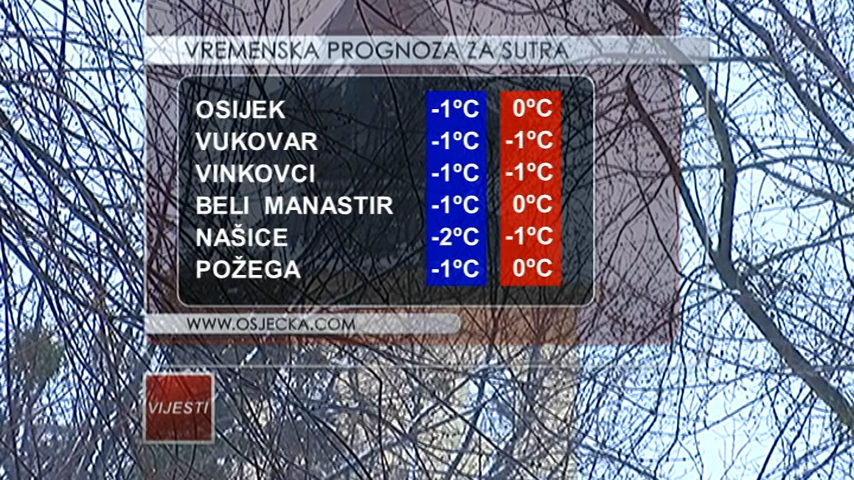 VREMENSKA PROGNOZA ZA SUTRA
OSIJEK -1ºC 0ºC
VUKOVAR -1ºC -1ºC
VINKOVCI -1ºC -1ºC
BELI MANASTIR -1ºC 0ºC
NAŠICE -2ºC -1ºC
POŽEGA -1ºC 0ºC
WWW.OSJECKA.COM
VIJESTI